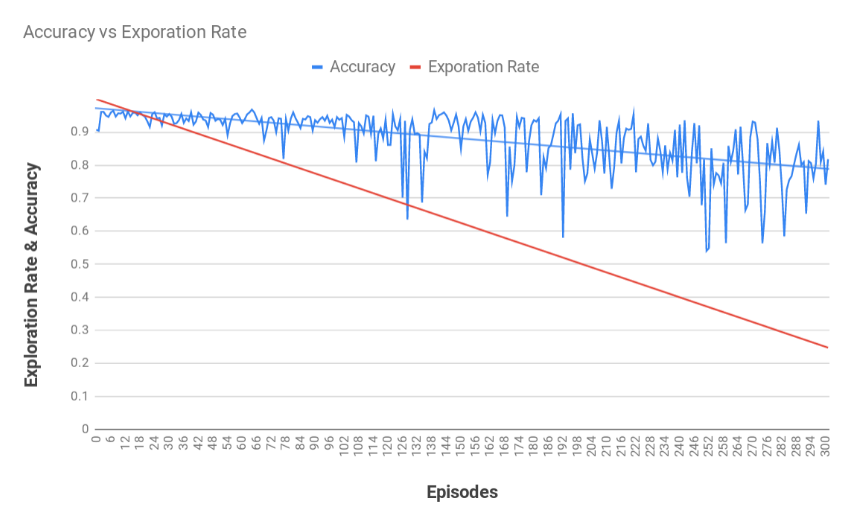 Accuracy vs Exporation Rate
Accuracy Exporation Rate
Exploration Rate & Accuracy
0.9
0.8
0.7
0.6
0.5
0.4
0.3
0.2
0.1
0
0 6 12 18 24 30 36 42 48 54 60 66 72 78 84 90 96 102 108 114 120 126 132 138 144 150 156 162 168 174 180 186 192 198 204 210 216 222 228 234 240 246 252 258 264 270 276 282 288 294 300
Episodes